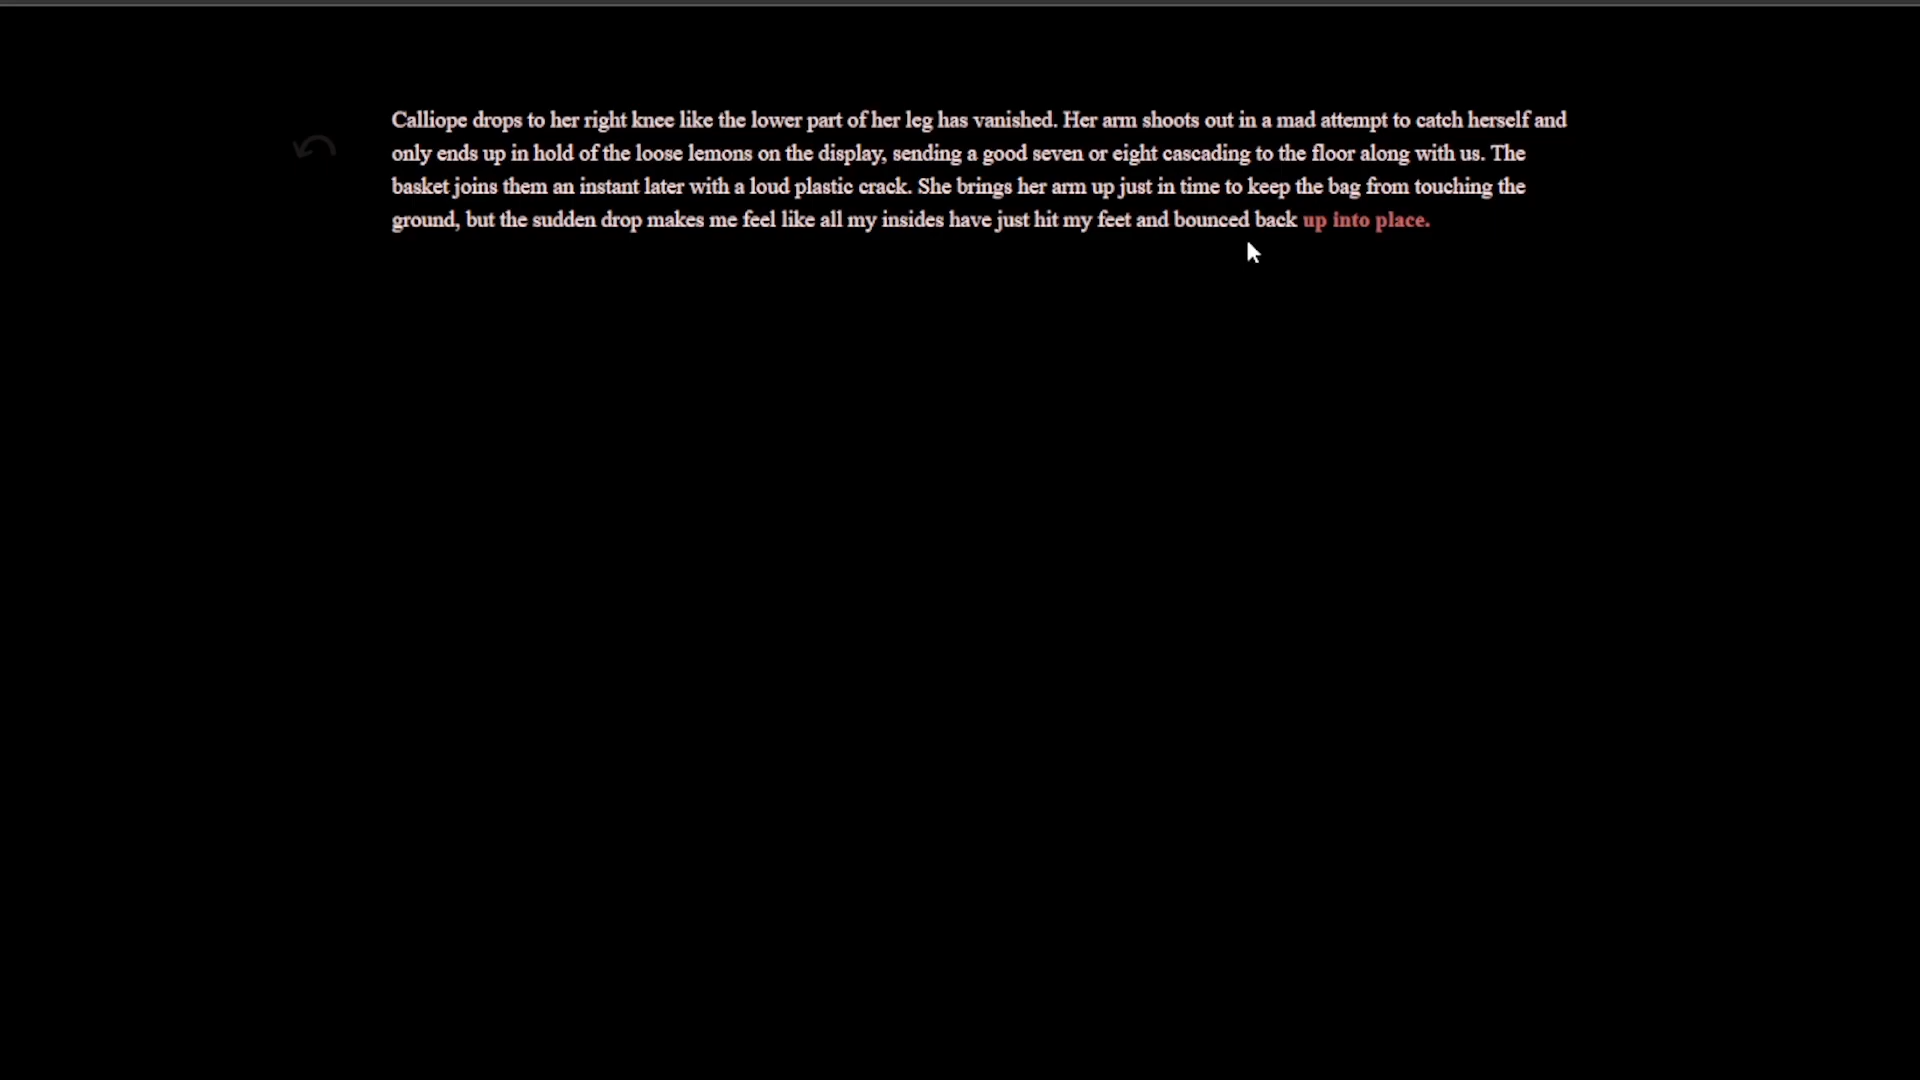 Calliope drops to her right knee like the lower part of her leg has vanished. Her arm shoots out in a mad attempt to catch herself and
only ends up in hold of the loose lemons on the display, sending a good seven or eight cascading to the floor along with us. The
basket joins them an instant later with a loud plastic crack. She brings her arm up just in time to keep the bag from touching the
ground, but the sudden drop makes me feel like all my insides have just hit my feet and bounced back up into place.